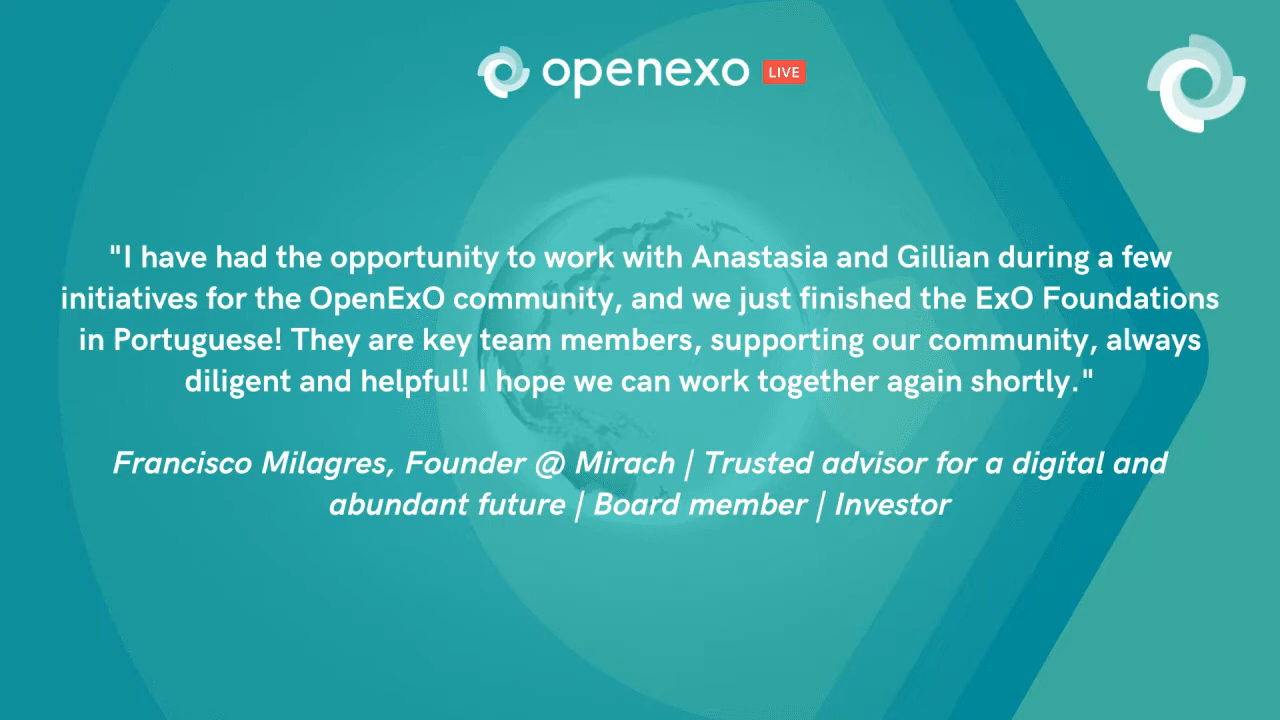 openexo LIVE
"I have had the opportunity to work with Anastasia and Gillian during a few
initiatives for the OpenExO community, and we just finished the ExO Foundations
in Portuguese! They are key team members, supporting our community, always
diligent and helpful! I hope we can work together again shortly."
Francisco Milagres, Founder @ Mirach | Trusted advisor for a digital and
abundant future | Board member | Investor